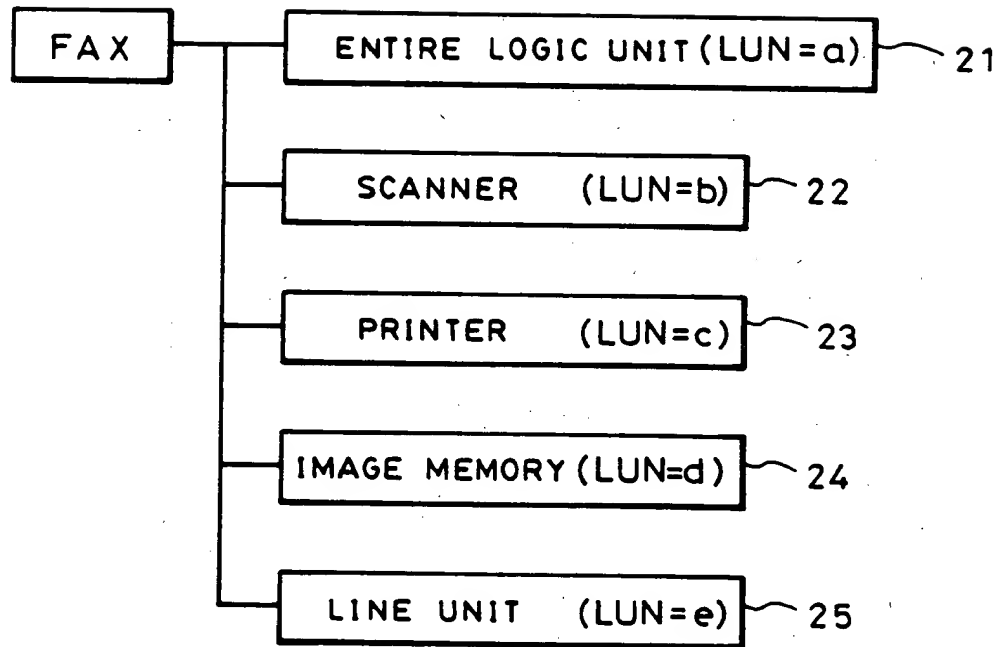 FAX
ENTIRE LOGIC UNIT (LUN=a)
21
SCANNER (LUN=b)
22
PRINTER (LUN=c)
23
IMAGE MEMORY (LUN=d)
24
LINE UNIT (LUN=e)
25